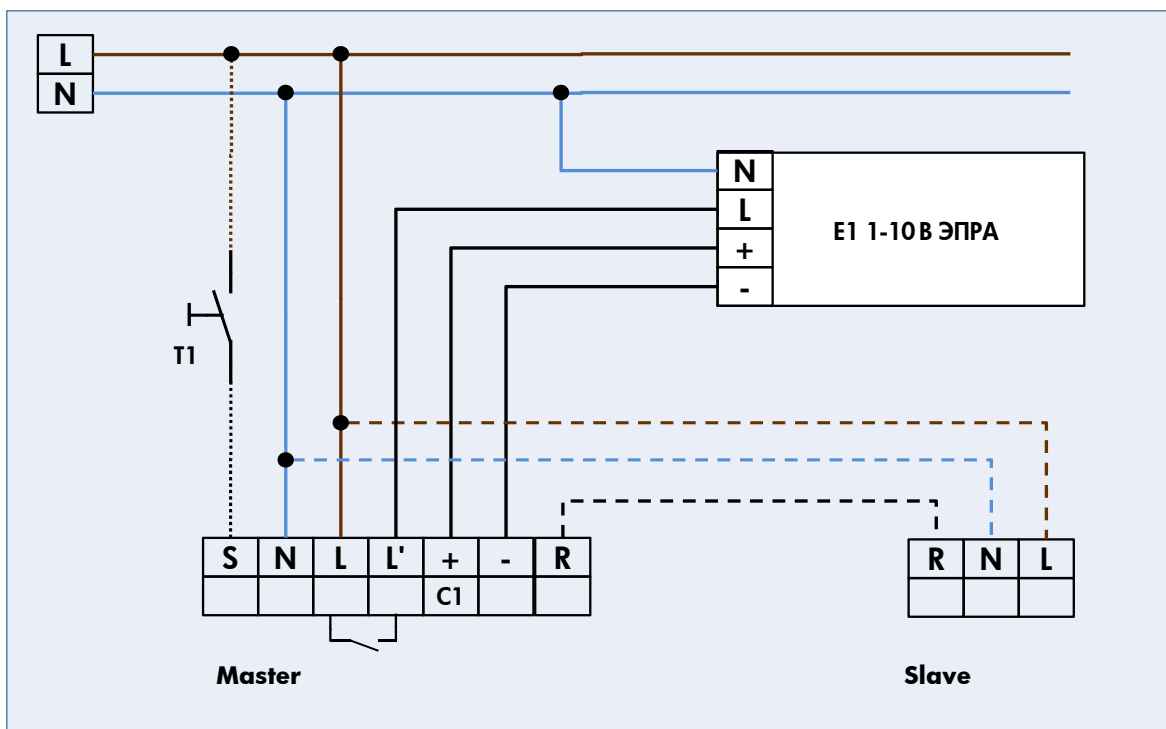 L
N
N
L
E1 1-10 В ЭПРА
+
-
T1
S N L L' + - R
C1
R N L
Master
Slave